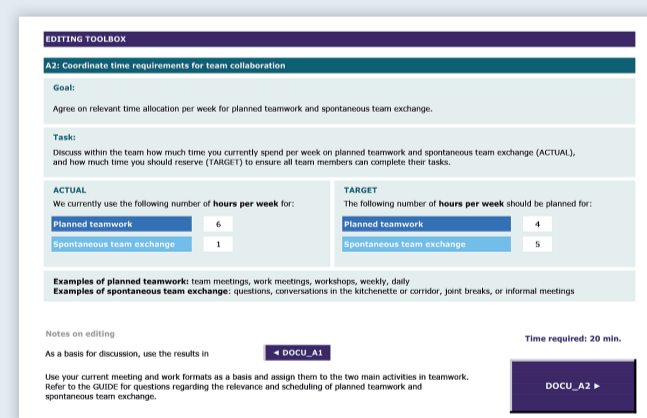 EDITING TOOLBOX
A2: Coordinate time requirements for team collaboration
Goal:
Agree on relevant time allocation per week for planned teamwork and spontaneous team exchange.
Task:
Discuss within the team how much time you currently spend per week on planned teamwork and spontaneous team exchange (ACTUAL),
and how much time you should reserve (TARGET) to ensure all team members can complete their tasks.
ACTUAL
We currently use the following number of hours per week for:
Planned teamwork 6
Spontaneous team exchange 1
TARGET
The following number of hours per week should be planned for:
Planned teamwork 4
Spontaneous team exchange 5
Examples of planned teamwork: team meetings, work meetings, workshops, weekly, daily
Examples of spontaneous team exchange: questions, conversations in the kitchenette or corridor, joint breaks, or informal meetings
Notes on editing
As a basis for discussion, use the results in ◄ DOCU_A1
Use your current meeting and work formats as a basis and assign them to the two main activities in teamwork.
Refer to the GUIDE for questions regarding the relevance and scheduling of planned teamwork and
spontaneous team exchange.
Time required: 20 min.
DOCU_A2 ►